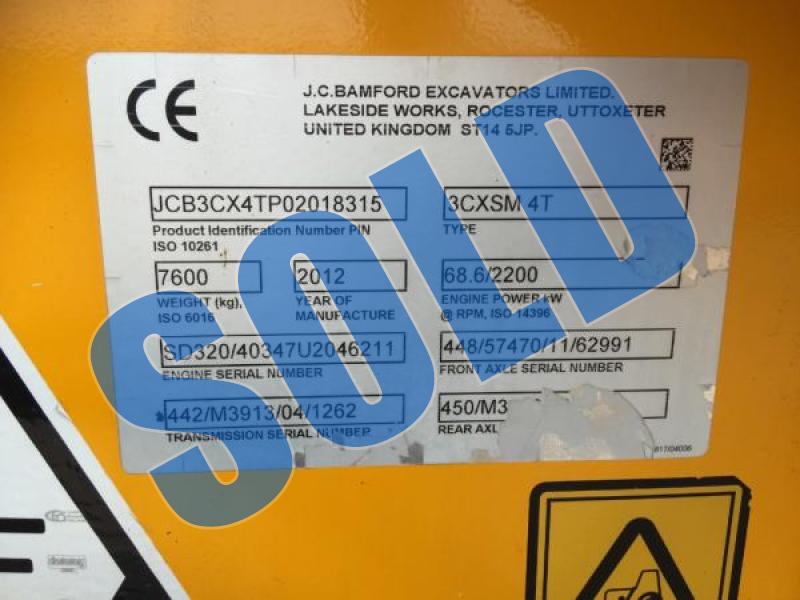 CE
J.C.BAMFORD EXCAVATORS LIMITED.
LAKESIDE WORKS, ROCESTER, UTTOXETER
UNITED KINGDOM ST14 5JP.
JCB3CX4TP02018315
3CXSM 4T
Product Identification Number PIN
ISO 10261
TYPE
7600
2012
68.6/2200
WEIGHT (kg),
ISO 6016
YEAR OF
MANUFACTURE
ENGINE POWER kW
@ RPM, ISO 14396
SD320/40347U2046211
448/57470/11/62991
ENGINE SERIAL NUMBER
FRONT AXLE SERIAL NUMBER
442/M3913/04/1262
450/M3
TRANSMISSION SERIAL NUMBER
REAR AXL
817/04006
SOLD